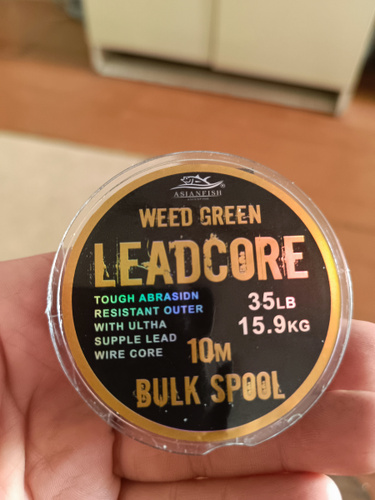 ASIANFISH
WEED GREEN
LEADCORE
TOUGH ABRASIDN
RESISTANT OUTER
WITH ULTHA
SUPPLE LEAD
WIRE CORE
35LB
15.9KG
10M
BULK SPOOL